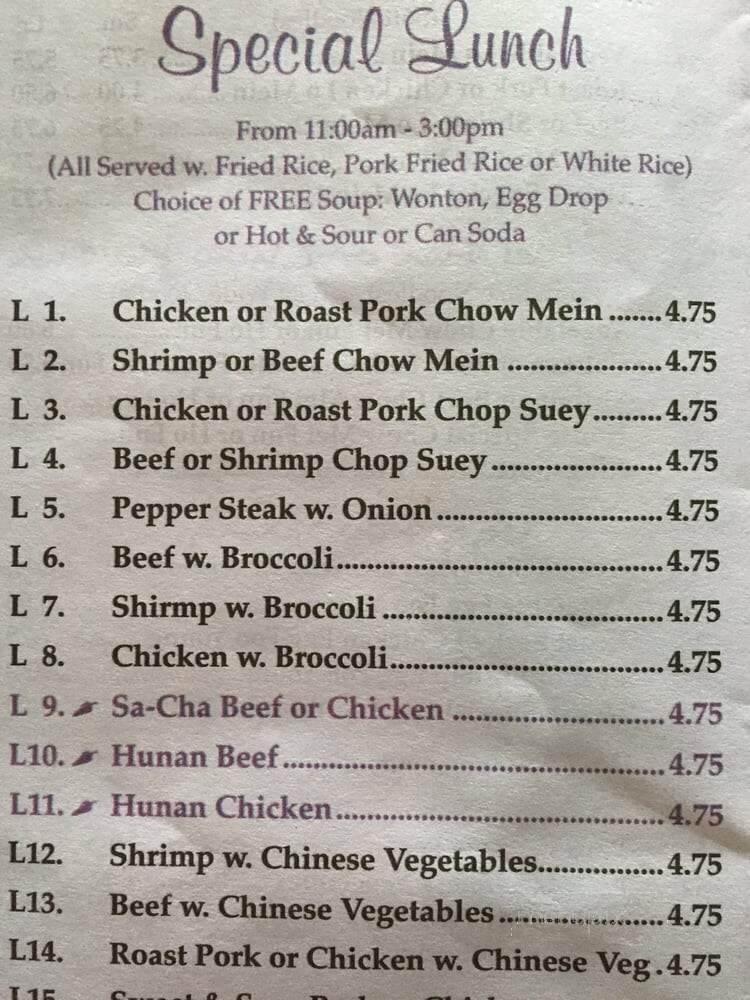 Special Lunch
From 11:00am - 3:00pm
(All Served w. Fried Rice, Pork Fried Rice or White Rice)
Choice of FREE Soup: Wonton, Egg Drop
or Hot & Sour or Can Soda
L 1. Chicken or Roast Pork Chow Mein .......4.75
L 2. Shrimp or Beef Chow Mein .....................4.75
L 3. Chicken or Roast Pork Chop Suey.........4.75
L 4. Beef or Shrimp Chop Suey.......................4.75
L 5. Pepper Steak w. Onion..............................4.75
L 6. Beef w. Broccoli...........................................4.75
L 7. Shirmp w. Broccoli.....................................4.75
L 8. Chicken w. Broccoli....................................4.75
L 9. Sa-Cha Beef or Chicken ............................4.75
L10. Hunan Beef..................................................4.75
L11. Hunan Chicken...........................................4.75
L12. Shrimp w. Chinese Vegetables................4.75
L13. Beef w. Chinese Vegetables.....................4.75
L14. Roast Pork or Chicken w. Chinese Veg.4.75
L15